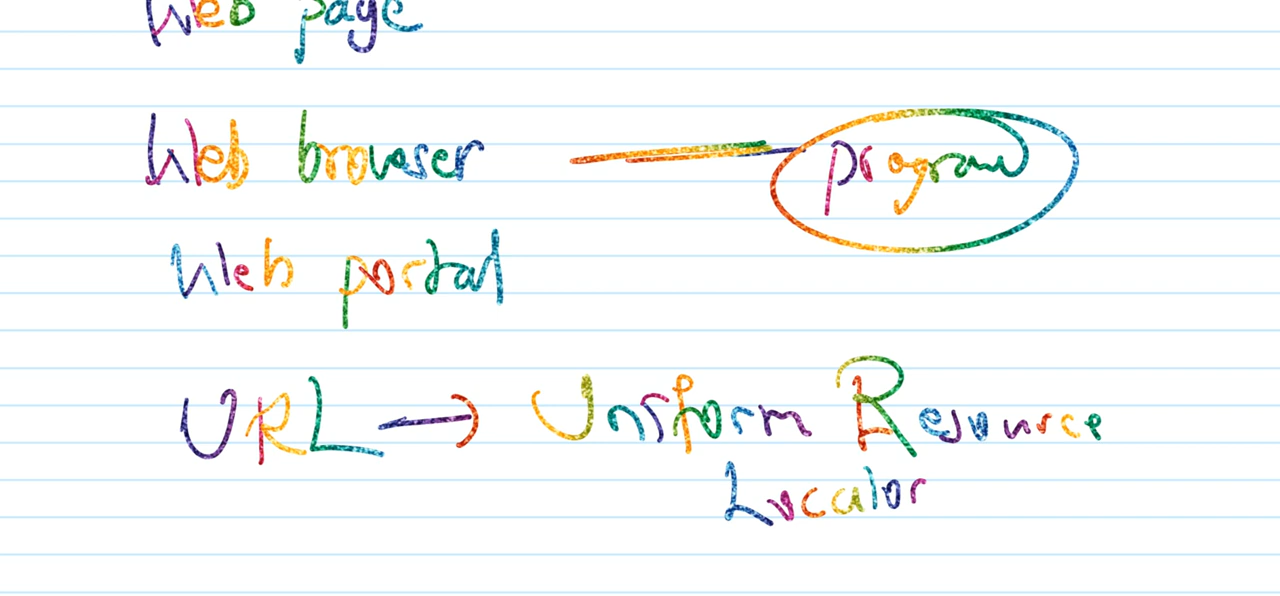 Web page
Web browser program
Web portal
URL → Uniform Resource
Locator